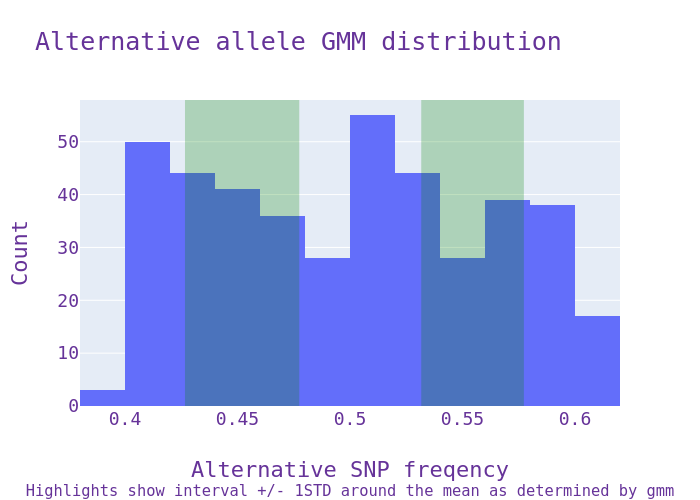 Alternative allele GMM distribution
50
40
30
20
10
0
Count
0.4 0.45 0.5 0.55 0.6
Alternative SNP freqency
Highlights show interval +/- 1STD around the mean as determined by gmm